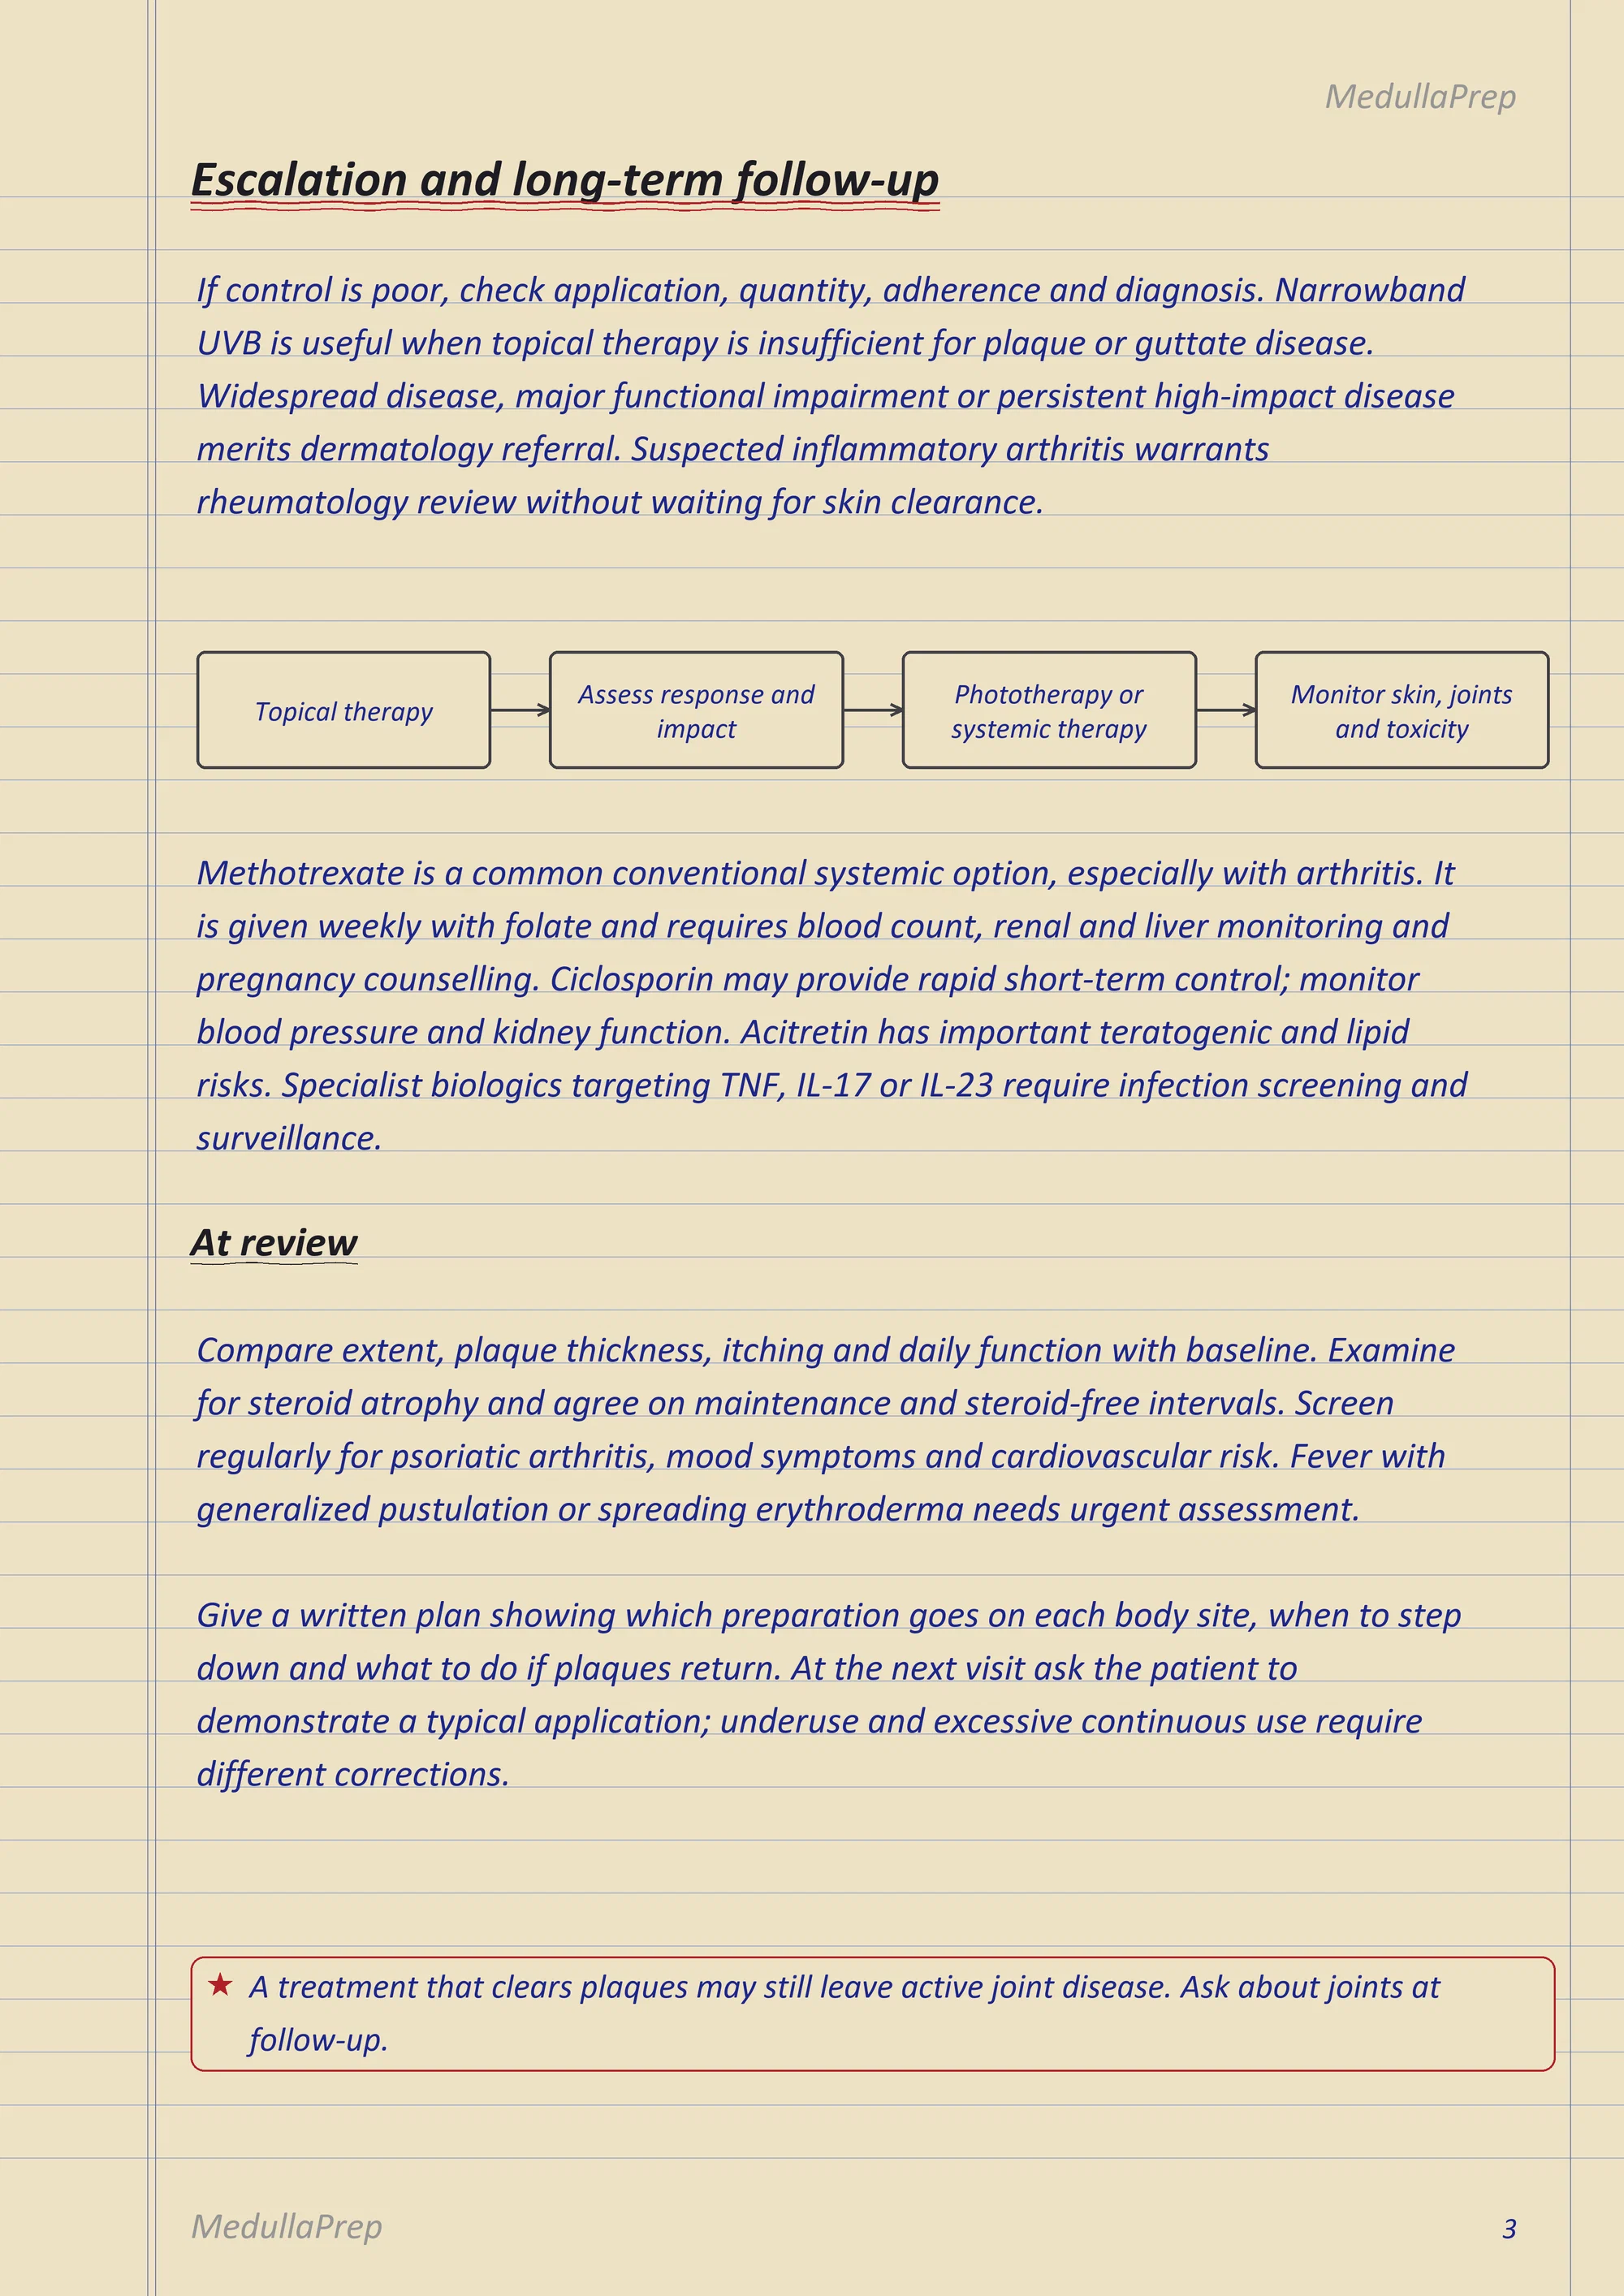 MedullaPrep
Escalation and long-term follow-up
If control is poor, check application, quantity, adherence and diagnosis. Narrowband
UVB is useful when topical therapy is insufficient for plaque or guttate disease.
Widespread disease, major functional impairment or persistent high-impact disease
merits dermatology referral. Suspected inflammatory arthritis warrants
rheumatology review without waiting for skin clearance.
Topical therapy
Assess response and
impact
Phototherapy or
systemic therapy
Monitor skin, joints
and toxicity
Methotrexate is a common conventional systemic option, especially with arthritis. It
is given weekly with folate and requires blood count, renal and liver monitoring and
pregnancy counselling. Ciclosporin may provide rapid short-term control; monitor
blood pressure and kidney function. Acitretin has important teratogenic and lipid
risks. Specialist biologics targeting TNF, IL-17 or IL-23 require infection screening and
surveillance.
At review
Compare extent, plaque thickness, itching and daily function with baseline. Examine
for steroid atrophy and agree on maintenance and steroid-free intervals. Screen
regularly for psoriatic arthritis, mood symptoms and cardiovascular risk. Fever with
generalized pustulation or spreading erythroderma needs urgent assessment.
Give a written plan showing which preparation goes on each body site, when to step
down and what to do if plaques return. At the next visit ask the patient to
demonstrate a typical application; underuse and excessive continuous use require
different corrections.
★ A treatment that clears plaques may still leave active joint disease. Ask about joints at
follow-up.
MedullaPrep
3